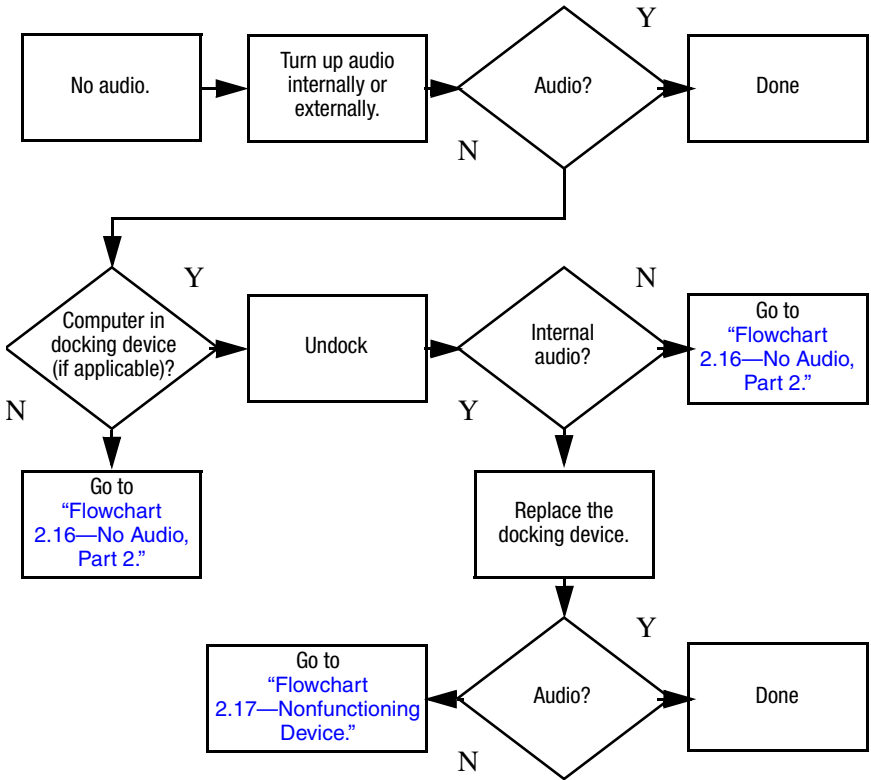 Y
No audio.
Turn up audio
internally or
externally.
Audio?
Done
N
Y
Computer in
docking device
(if applicable)?
Undock
Internal
audio?
N
Go to
“Flowchart
2.16—No Audio,
Part 2.”
N
Y
Go to
“Flowchart
2.16—No Audio,
Part 2.”
Replace the
docking device.
Y
Go to
“Flowchart
2.17—Nonfunctioning
Device.”
Audio?
Done
N